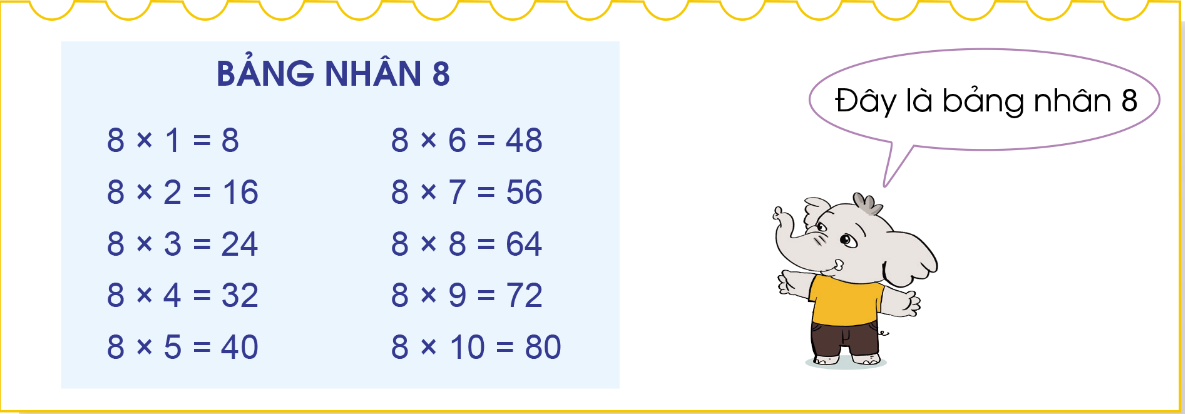 BẢNG NHÂN 8
8 × 1 = 8
8 × 2 = 16
8 × 3 = 24
8 × 4 = 32
8 × 5 = 40
8 × 6 = 48
8 × 7 = 56
8 × 8 = 64
8 × 9 = 72
8 × 10 = 80
Đây là bảng nhân 8